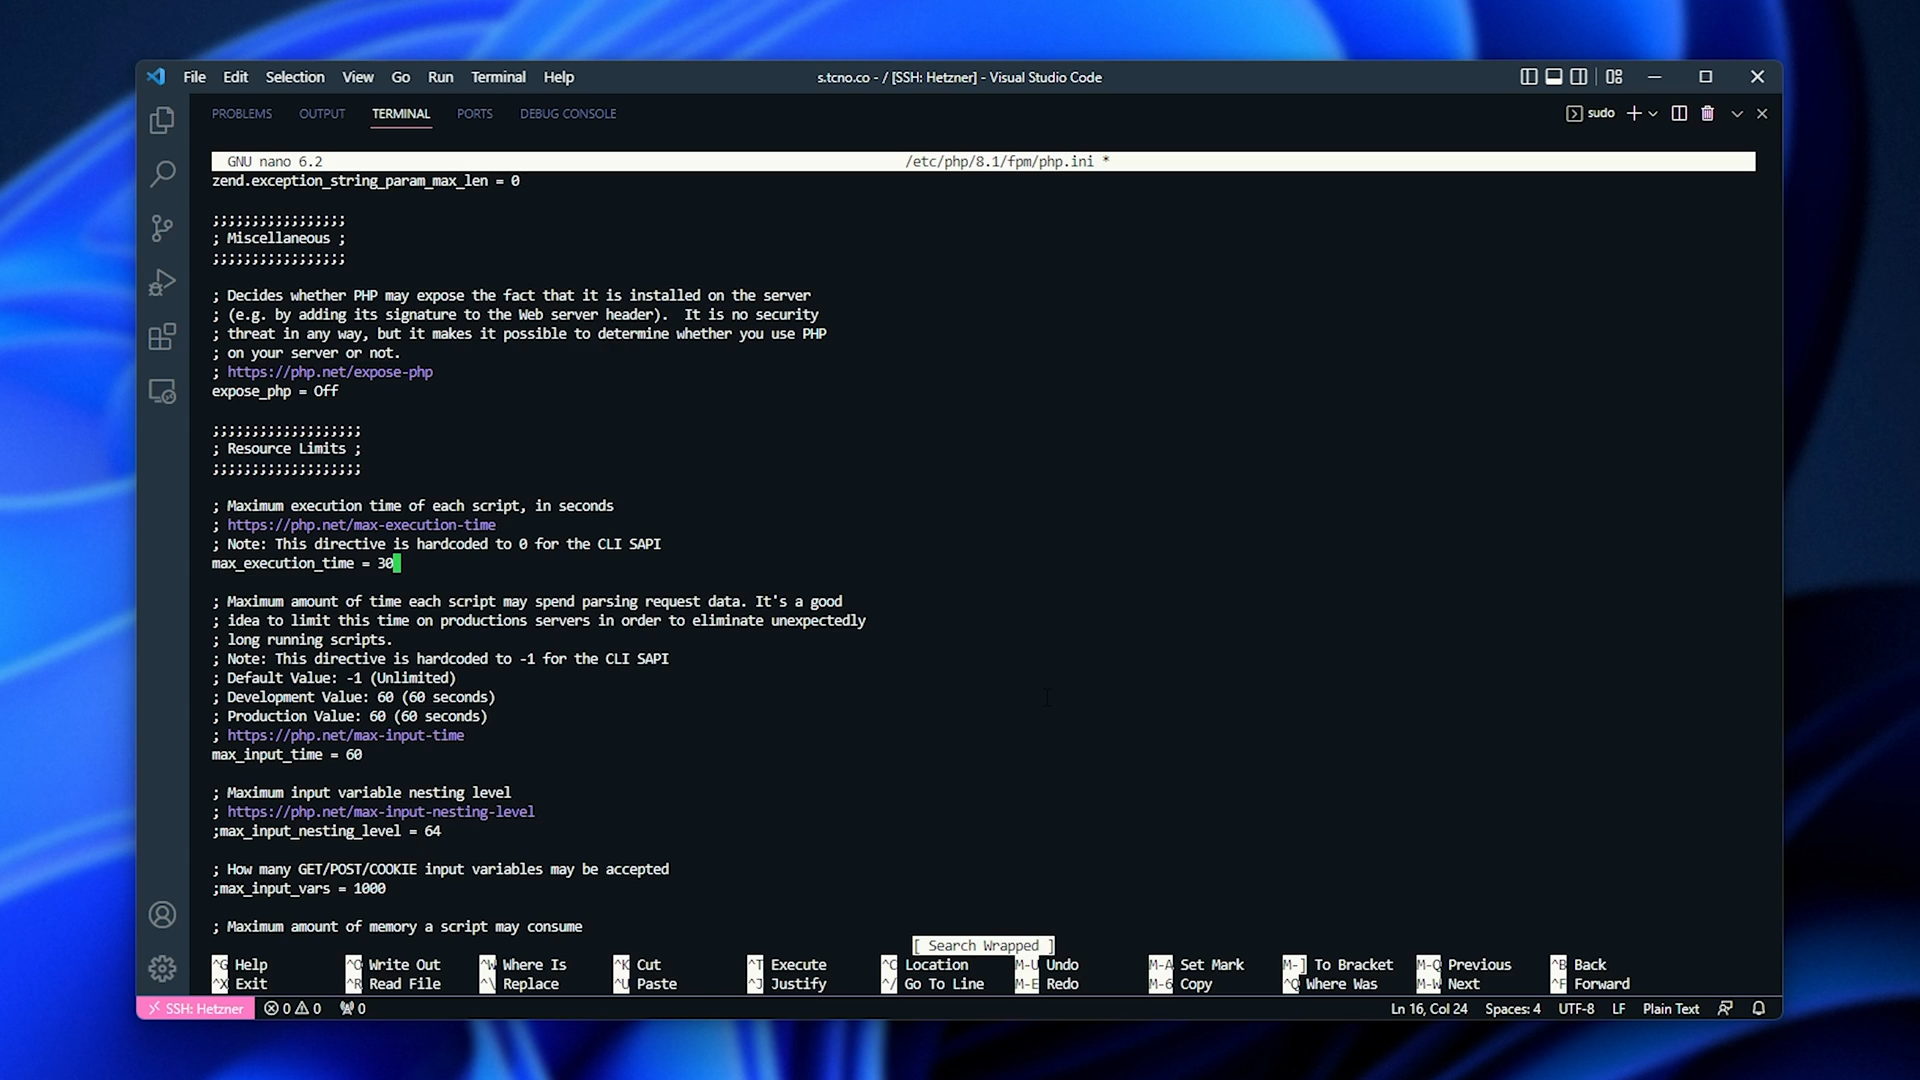 File Edit Selection View Go Run Terminal Help
s.tcno.co - / [SSH: Hetzner] - Visual Studio Code
PROBLEMS OUTPUT TERMINAL PORTS DEBUG CONSOLE
sudo
GNU nano 6.2 /etc/php/8.1/fpm/php.ini *
zend.exception_string_param_max_len = 0
;;;;;;;;;;;;;;;;;
; Miscellaneous ;
;;;;;;;;;;;;;;;;;
; Decides whether PHP may expose the fact that it is installed on the server
; (e.g. by adding its signature to the Web server header).  It is no security
; threat in any way, but it makes it possible to determine whether you use PHP
; on your server or not.
; https://php.net/expose-php
expose_php = Off
;;;;;;;;;;;;;;;;;;;
; Resource Limits ;
;;;;;;;;;;;;;;;;;;;
; Maximum execution time of each script, in seconds
; https://php.net/max-execution-time
; Note: This directive is hardcoded to 0 for the CLI SAPI
max_execution_time = 30
; Maximum amount of time each script may spend parsing request data. It's a good
; idea to limit this time on productions servers in order to eliminate unexpectedly
; long running scripts.
; Note: This directive is hardcoded to -1 for the CLI SAPI
; Default Value: -1 (Unlimited)
; Development Value: 60 (60 seconds)
; Production Value: 60 (60 seconds)
; https://php.net/max-input-time
max_input_time = 60
; Maximum input variable nesting level
; https://php.net/max-input-nesting-level
;max_input_nesting_level = 64
; How many GET/POST/COOKIE input variables may be accepted
;max_input_vars = 1000
; Maximum amount of memory a script may consume
[ Search Wrapped ]
^G Help ^O Write Out ^W Where Is ^K Cut ^T Execute ^C Location M-U Undo M-A Set Mark M-] To Bracket M-Q Previous ^B Back
^X Exit ^R Read File ^\ Replace ^U Paste ^J Justify ^/ Go To Line M-E Redo M-6 Copy ^Q Where Was M-W Next ^F Forward
SSH: Hetzner 0 0 0 Ln 16, Col 24 Spaces: 4 UTF-8 LF Plain Text